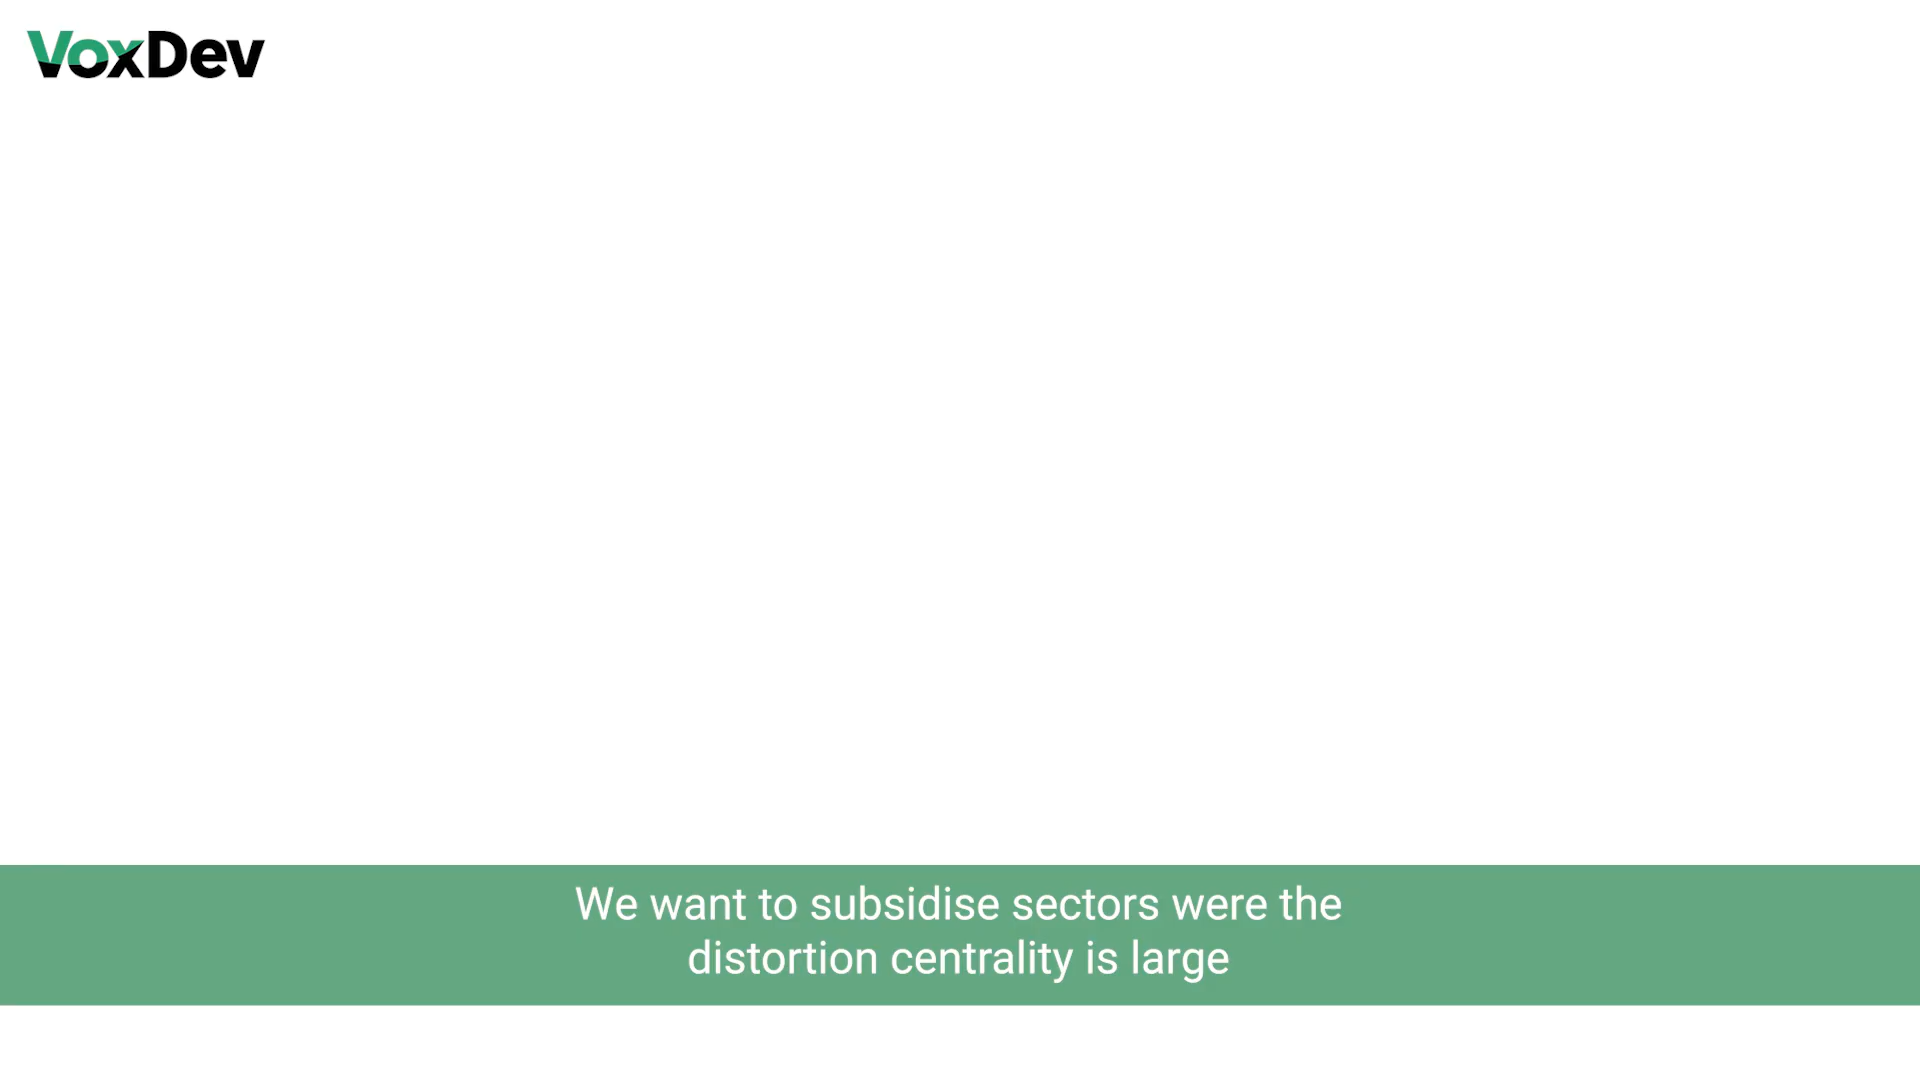 VoxDev
We want to subsidise sectors were the
distortion centrality is large